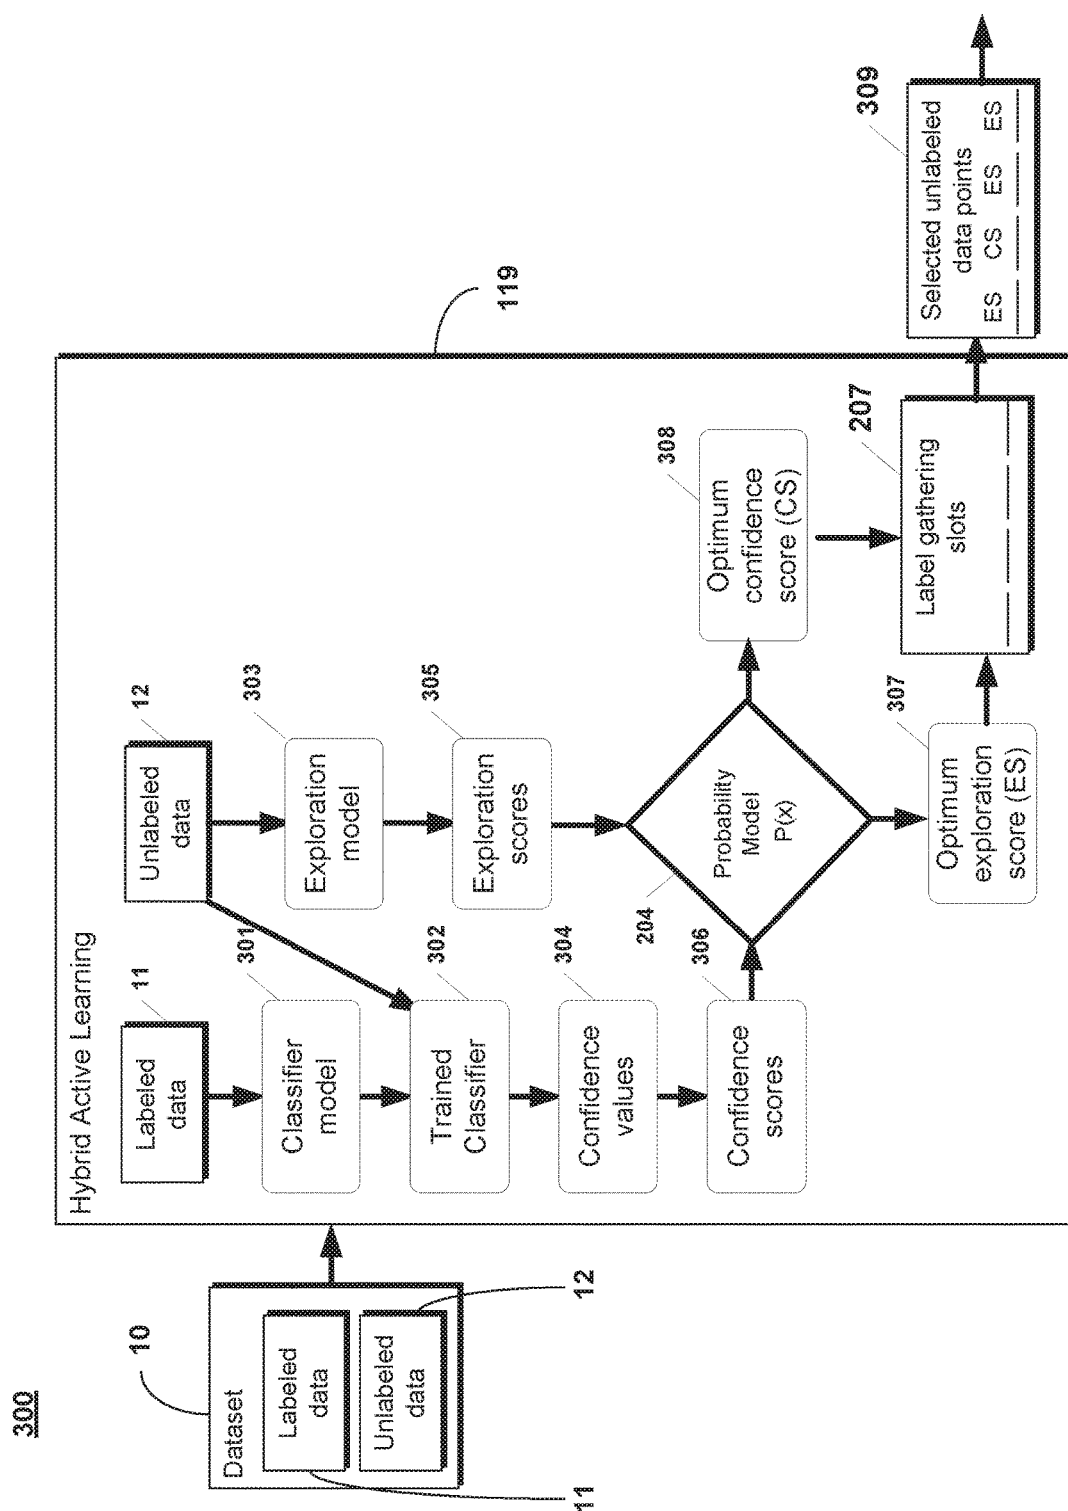 300
10
Dataset
Labeled
data
Unlabeled
data
11
12
Hybrid Active Learning
119
11
Labeled
data
12
Unlabeled
data
301
Classifier
model
303
Exploration
model
302
Trained
Classifier
305
Exploration
scores
304
Confidence
values
306
Confidence
scores
204
Probability
Model
P(x)
308
Optimum
confidence
score (CS)
307
Optimum
exploration
score (ES)
207
Label gathering
slots
309
Selected unlabeled
data points
ES CS ES ES